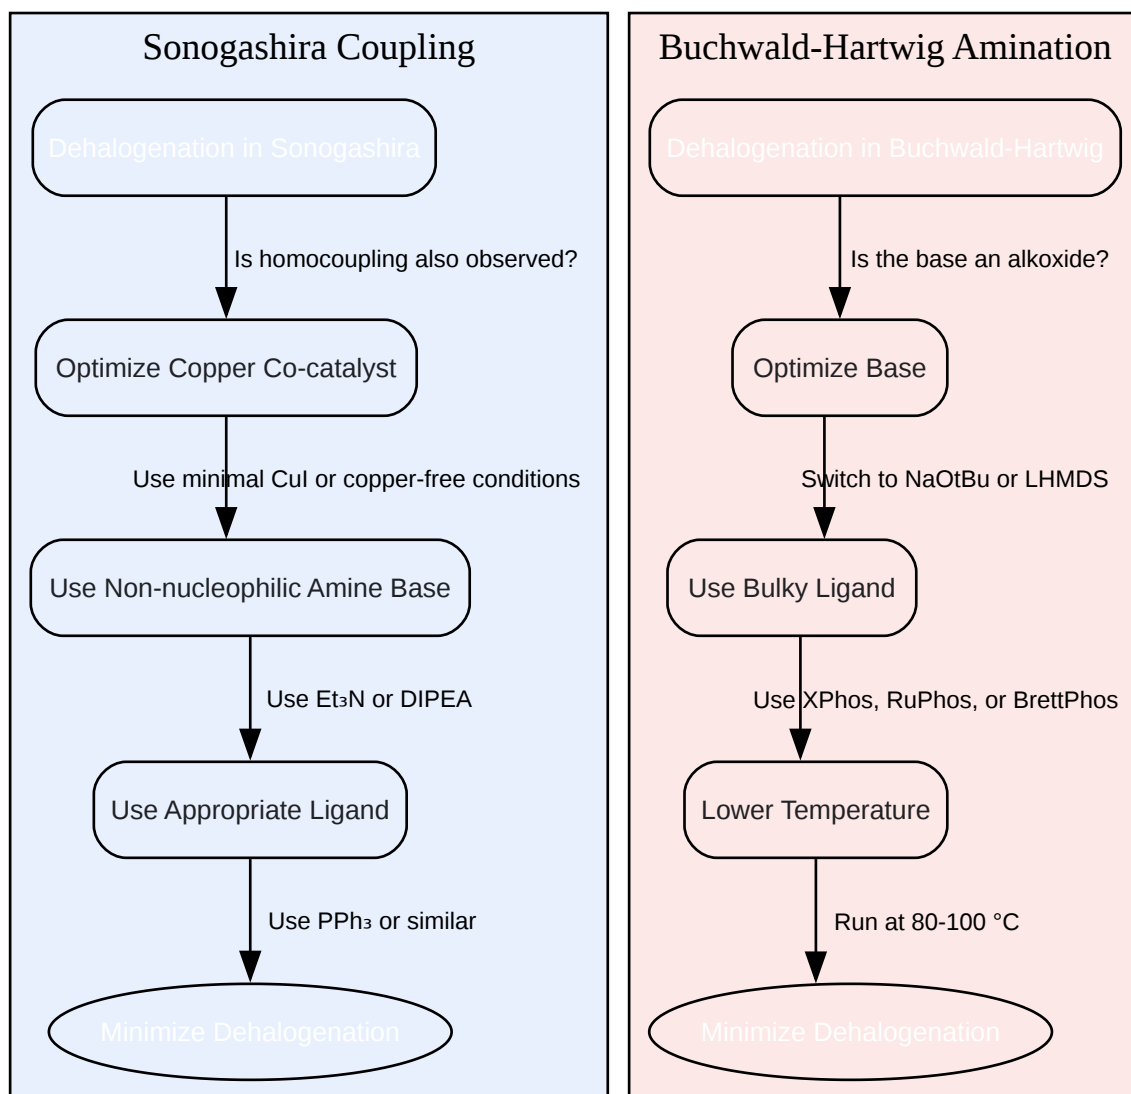 Sonogashira Coupling
Dehalogenation in Sonogashira
Is homocoupling also observed?
Optimize Copper Co-catalyst
Use minimal CuI or copper-free conditions
Use Non-nucleophilic Amine Base
Use Et₃N or DIPEA
Use Appropriate Ligand
Use PPh₃ or similar
Minimize Dehalogenation
Buchwald-Hartwig Amination
Dehalogenation in Buchwald-Hartwig
Is the base an alkoxide?
Optimize Base
Switch to NaOtBu or LHMDS
Use Bulky Ligand
Use XPhos, RuPhos, or BrettPhos
Lower Temperature
Run at 80-100 °C
Minimize Dehalogenation